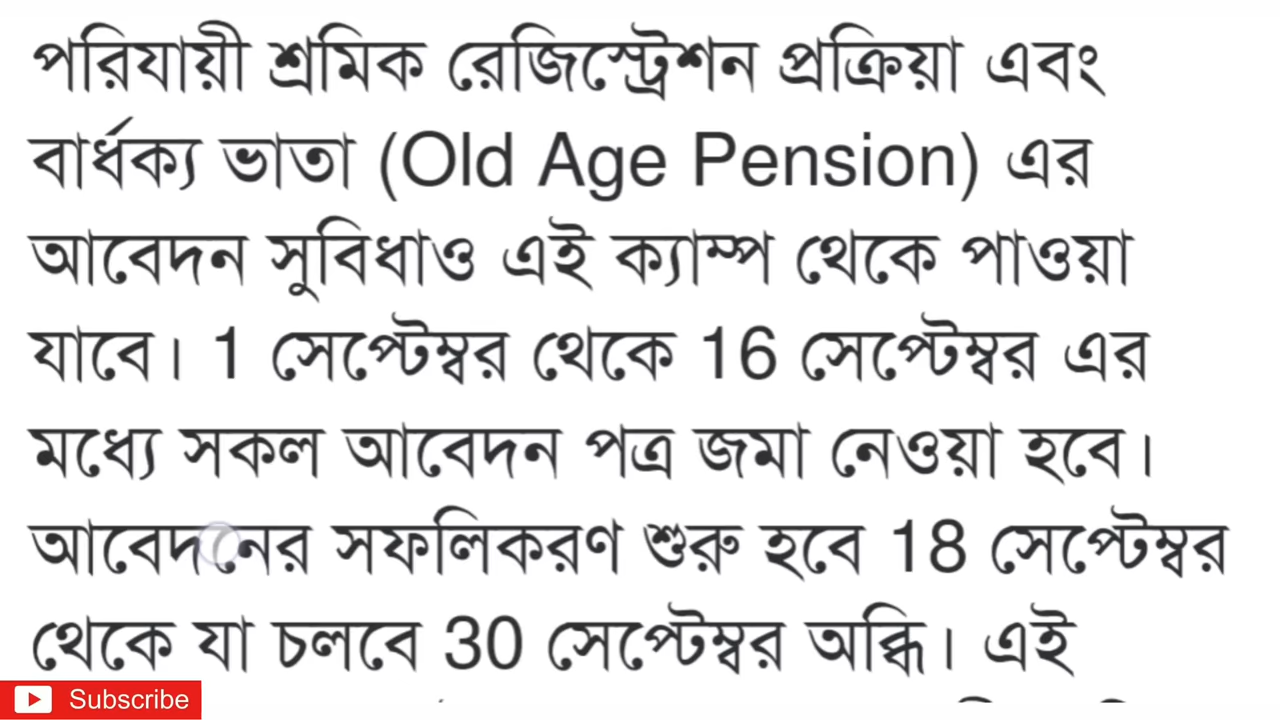 পরিযায়ী শ্রমিক রেজিস্ট্রেশন প্রক্রিয়া এবং
বার্ধক্য ভাতা (Old Age Pension) এর
আবেদন সুবিধাও এই ক্যাম্প থেকে পাওয়া
যাবে। 1 সেপ্টেম্বর থেকে 16 সেপ্টেম্বর এর
মধ্যে সকল আবেদন পত্র জমা নেওয়া হবে।
আবেদনের সফলিকরণ শুরু হবে 18 সেপ্টেম্বর
থেকে যা চলবে 30 সেপ্টেম্বর অব্ধি। এই
Subscribe